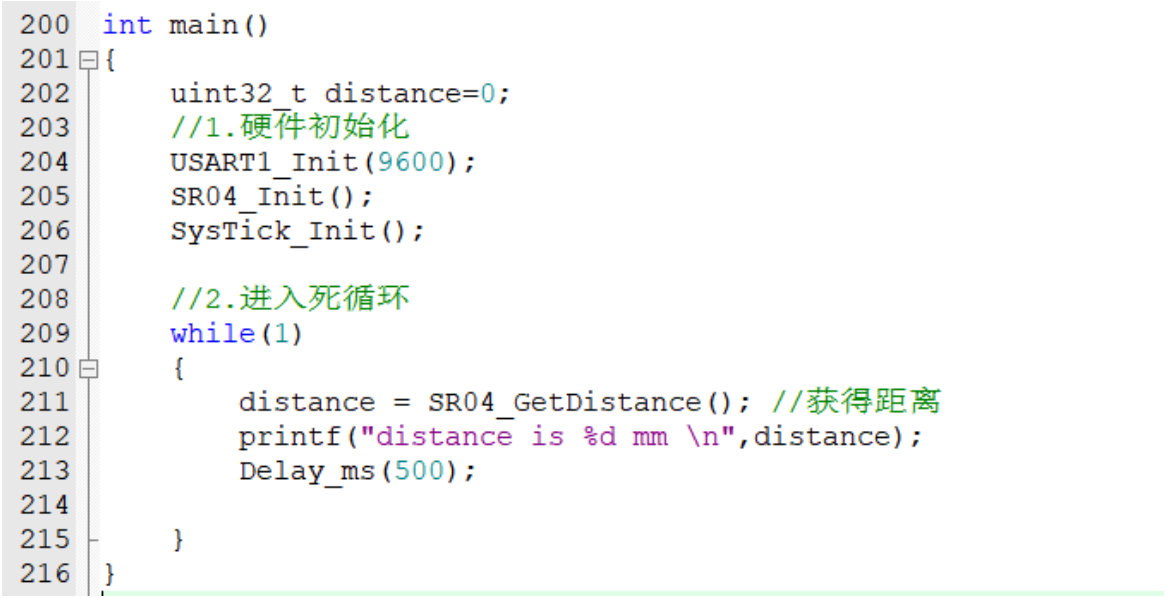 200 int main()
201 {
202     uint32_t distance=0;
203     //1.硬件初始化
204     USART1_Init(9600);
205     SR04_Init();
206     SysTick_Init();
207
208     //2.进入死循环
209     while(1)
210     {
211         distance = SR04_GetDistance(); //获得距离
212         printf("distance is %d mm \n",distance);
213         Delay_ms(500);
214
215     }
216 }